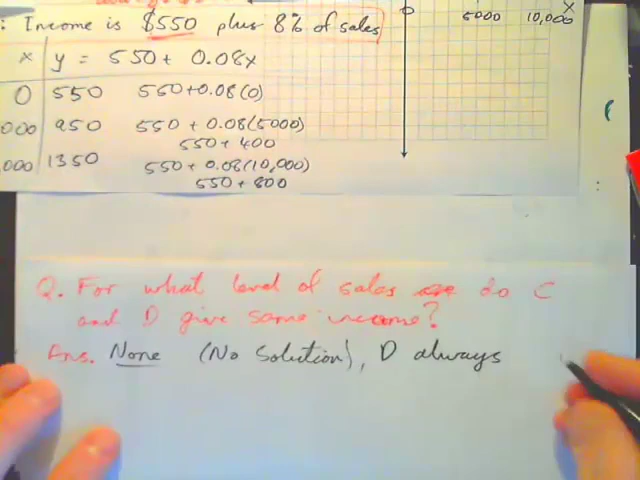 : Income is $550 plus 8% of sales
x y = 550 + 0.08x
0 550 550+0.08(0)
000 950 550 + 0.08(5000)
550 + 400
,000 1350 550 + 0.08(10,000)
550 + 800
x
0 5000 10,000
Q. For what level of sales do C
and D give same income?
Ans. None (No Solution), D always